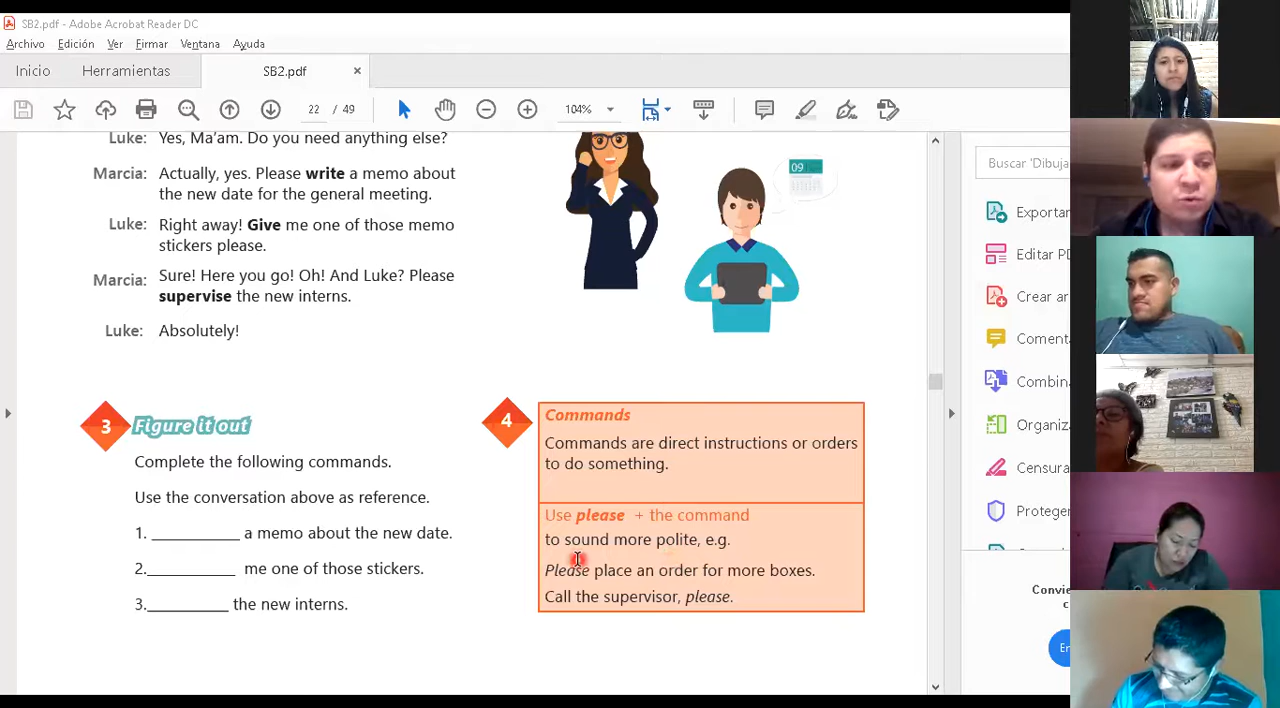 SB2.pdf - Adobe Acrobat Reader DC
Archivo Edición Ver Firmar Ventana Ayuda
Inicio Herramientas SB2.pdf ×
22 / 49 104%
Luke: Yes, Ma'am. Do you need anything else?
Marcia: Actually, yes. Please write a memo about
the new date for the general meeting.
Luke: Right away! Give me one of those memo
stickers please.
Marcia: Sure! Here you go! Oh! And Luke? Please
supervise the new interns.
Luke: Absolutely!
09
3 Figure it out
Complete the following commands.
Use the conversation above as reference.
1. __________ a memo about the new date.
2.__________ me one of those stickers.
3.__________ the new interns.
4 Commands
Commands are direct instructions or orders
to do something.
Use please + the command
to sound more polite, e.g.
Please place an order for more boxes.
Call the supervisor, please.
Buscar 'Dibuja
Exportar
Editar PD
Crear ar
Comenta
Combina
Organiz
Censura
Proteger
Convie
c